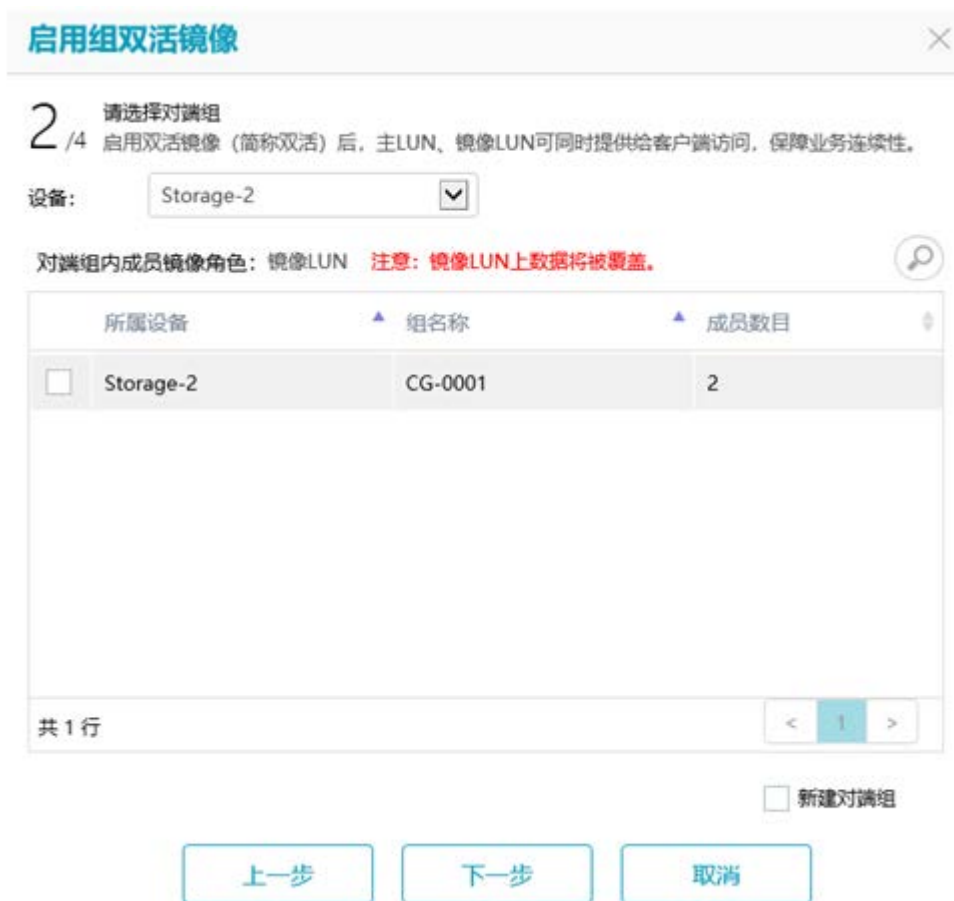 启用组双活镜像
2/4 请选择对端组
启用双活镜像（简称双活）后，主LUN、镜像LUN可同时提供给客户端访问，保障业务连续性。
设备： Storage-2
对端组内成员镜像角色：镜像LUN 注意：镜像LUN上数据将被覆盖。
所属设备 组名称 成员数目
Storage-2 CG-0001 2
共 1 行 < 1 >
新建对端组
上一步 下一步 取消